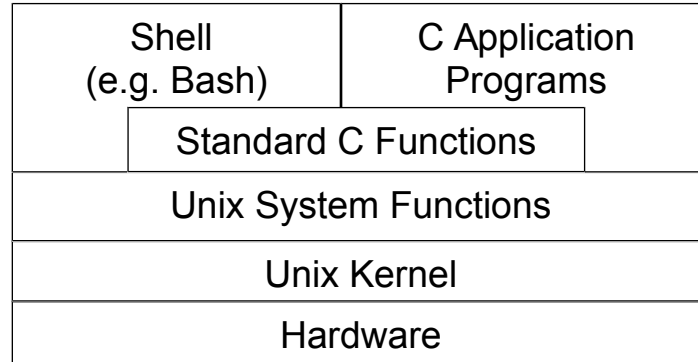 Shell
(e.g. Bash)
C Application
Programs
Standard C Functions
Unix System Functions
Unix Kernel
Hardware